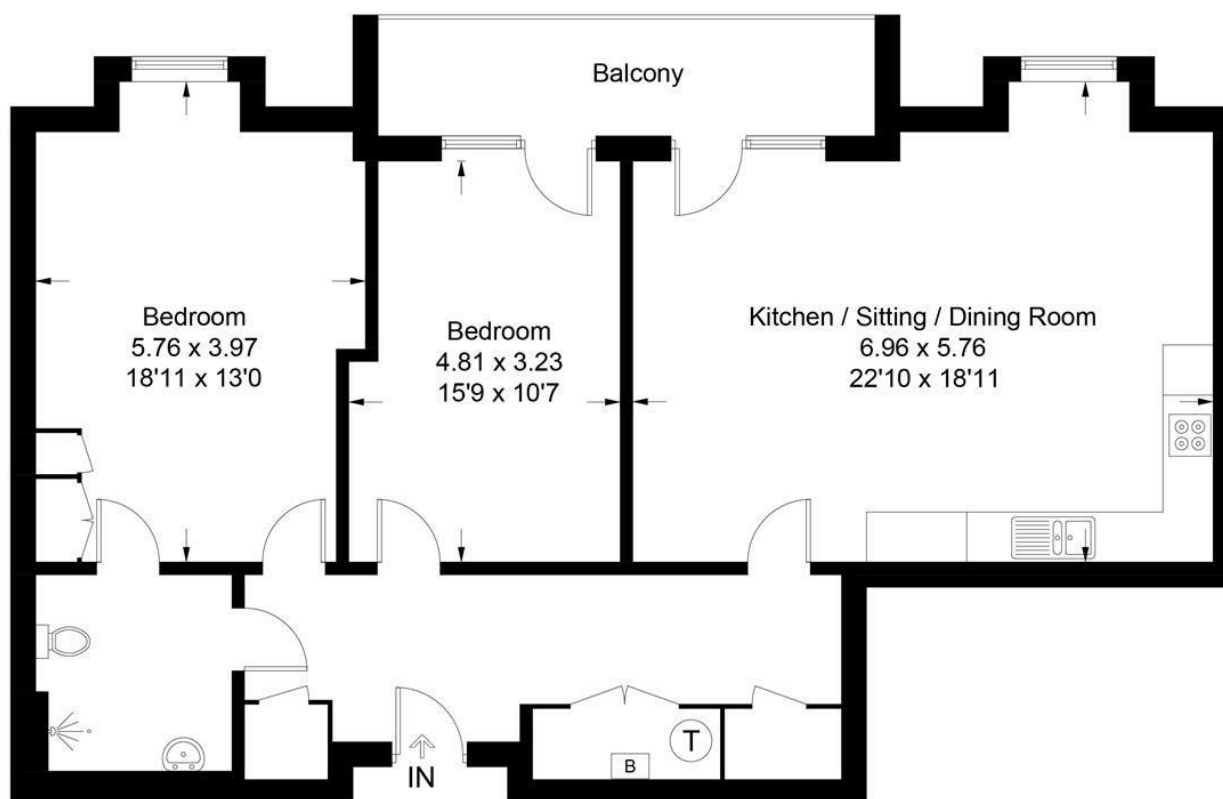 Balcony
Bedroom
5.76 x 3.97
18'11 x 13'0
Bedroom
4.81 x 3.23
15'9 x 10'7
Kitchen / Sitting / Dining Room
6.96 x 5.76
22'10 x 18'11
IN
B
T